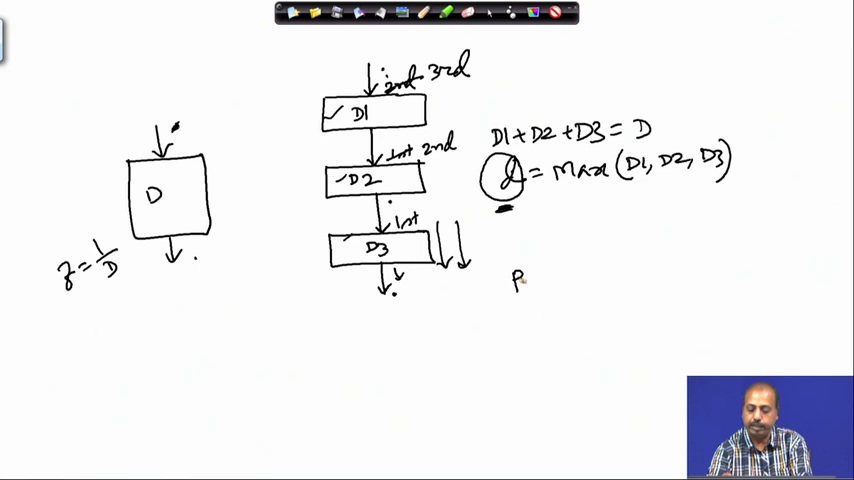 2nd 3rd
D1
D1+D2+D3 = D
1st 2nd
d = Max (D1, D2, D3)
D2
D
1st
D3
f = 1/D
P